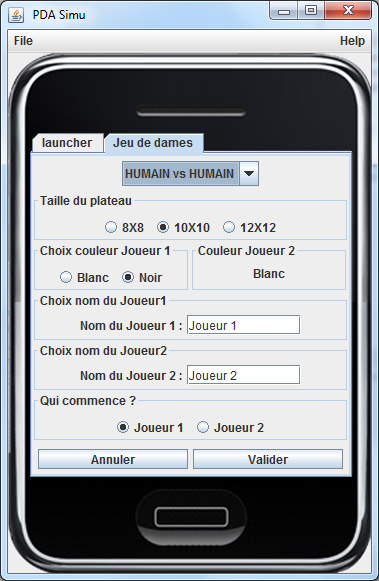 PDA Simu
File Help
launcher Jeu de dames
HUMAIN vs HUMAIN
Taille du plateau
8X8 10X10 12X12
Choix couleur Joueur 1 Couleur Joueur 2
Blanc Noir Blanc
Choix nom du Joueur1
Nom du Joueur 1 : Joueur 1
Choix nom du Joueur2
Nom du Joueur 2 : Joueur 2
Qui commence ?
Joueur 1 Joueur 2
Annuler Valider